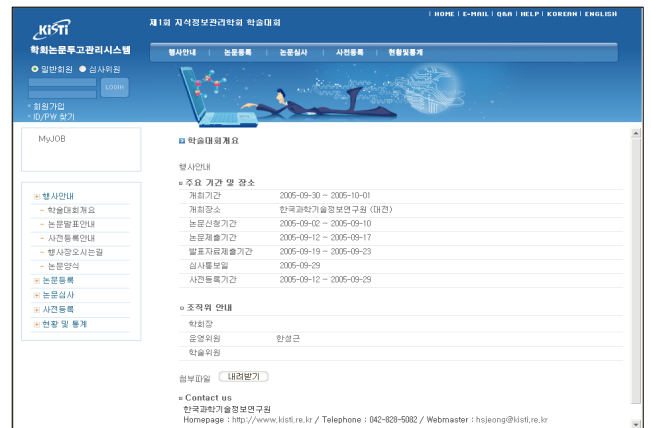 KiSTi
제1회 지식정보관리학회 학술대회
HOME | E-MAIL | Q&A | HELP | KOREAN | ENGLISH
학회논문투고관리시스템
행사안내 | 논문등록 | 논문심사 | 사전등록 | 현황및통계
일반회원 심사위원
LOGIN
회원가입
ID/PW 찾기
MyJOB
행사안내
- 학술대회개요
- 논문발표안내
- 사전등록안내
- 행사장오시는길
- 논문양식
논문등록
논문심사
사전등록
현황 및 통계
학술대회개요
행사안내
주요 기간 및 장소
개최기간 2005-09-30 ~ 2005-10-01
개최장소 한국과학기술정보연구원 (대전)
논문신청기간 2005-09-02 ~ 2005-09-10
논문제출기간 2005-09-12 ~ 2005-09-17
발표자료제출기간 2005-09-19 ~ 2005-09-23
심사통보일 2005-09-29
사전등록기간 2005-09-12 ~ 2005-09-29
조직위 안내
학회장
운영위원 한성근
학술위원
첨부파일 내려받기
Contact us
한국과학기술정보연구원
Homepage : http://www.kisti.re.kr / Telephone : 042-828-5082 / Webmaster : hsjeong@kisti.re.kr